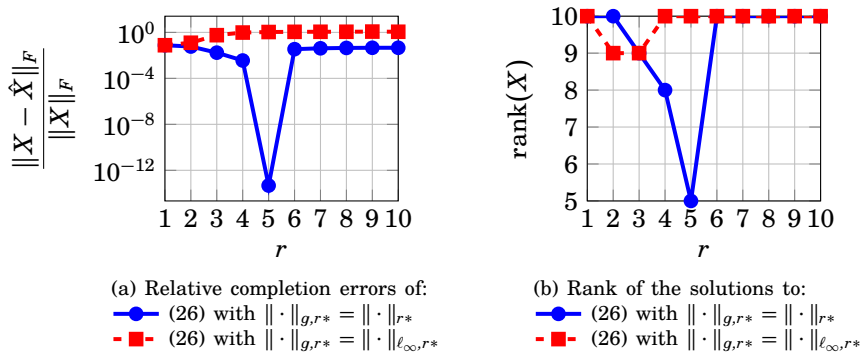 ‖X − X̂‖_F
‖X‖_F
10^0
10^−4
10^−8
10^−12
1 2 3 4 5 6 7 8 9 10
r
rank(X)
10
9
8
7
6
5
1 2 3 4 5 6 7 8 9 10
r
(a) Relative completion errors of:
(26) with ‖ · ‖_{g,r∗} = ‖ · ‖_{r∗}
(26) with ‖ · ‖_{g,r∗} = ‖ · ‖_{ℓ∞,r∗}
(b) Rank of the solutions to:
(26) with ‖ · ‖_{g,r∗} = ‖ · ‖_{r∗}
(26) with ‖ · ‖_{g,r∗} = ‖ · ‖_{ℓ∞,r∗}